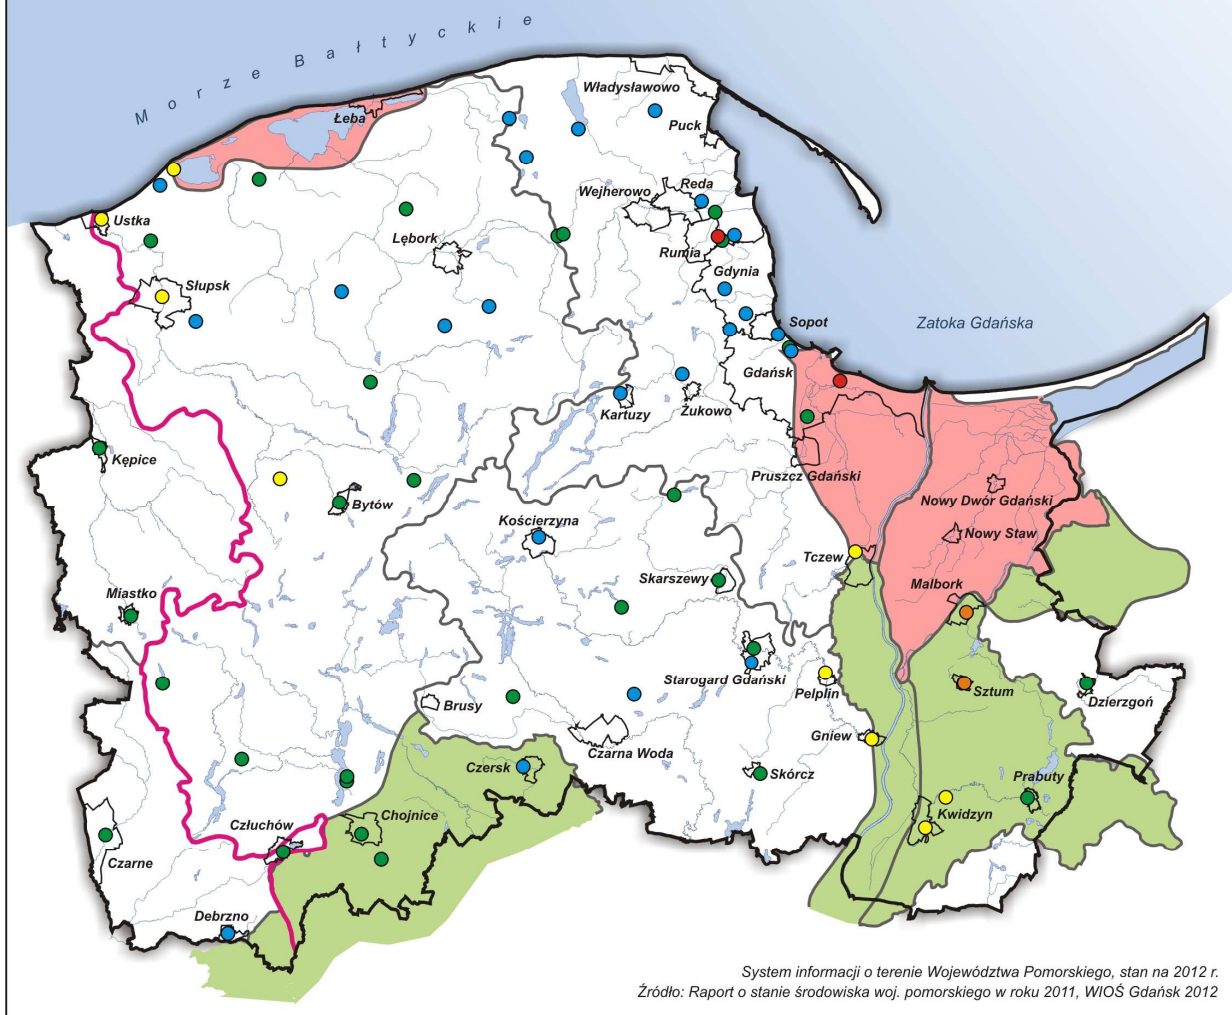 Morze Bałtyckie
Władysławowo
Łeba
Puck
Reda
Wejherowo
Ustka
Lębork
Rumia
Gdynia
Słupsk
Sopot
Zatoka Gdańska
Gdańsk
Kartuzy
Żukowo
Kępice
Pruszcz Gdański
Bytów
Nowy Dwór Gdański
Kościerzyna
Nowy Staw
Tczew
Skarszewy
Malbork
Miastko
Starogard Gdański
Pelplin
Sztum
Dzierzgoń
Brusy
Gniew
Czarna Woda
Czersk
Skórcz
Prabuty
Chojnice
Kwidzyn
Człuchów
Czarne
Debrzno
System informacji o terenie Województwa Pomorskiego, stan na 2012 r.
Źródło: Raport o stanie środowiska woj. pomorskiego w roku 2011, WIOŚ Gdańsk 2012